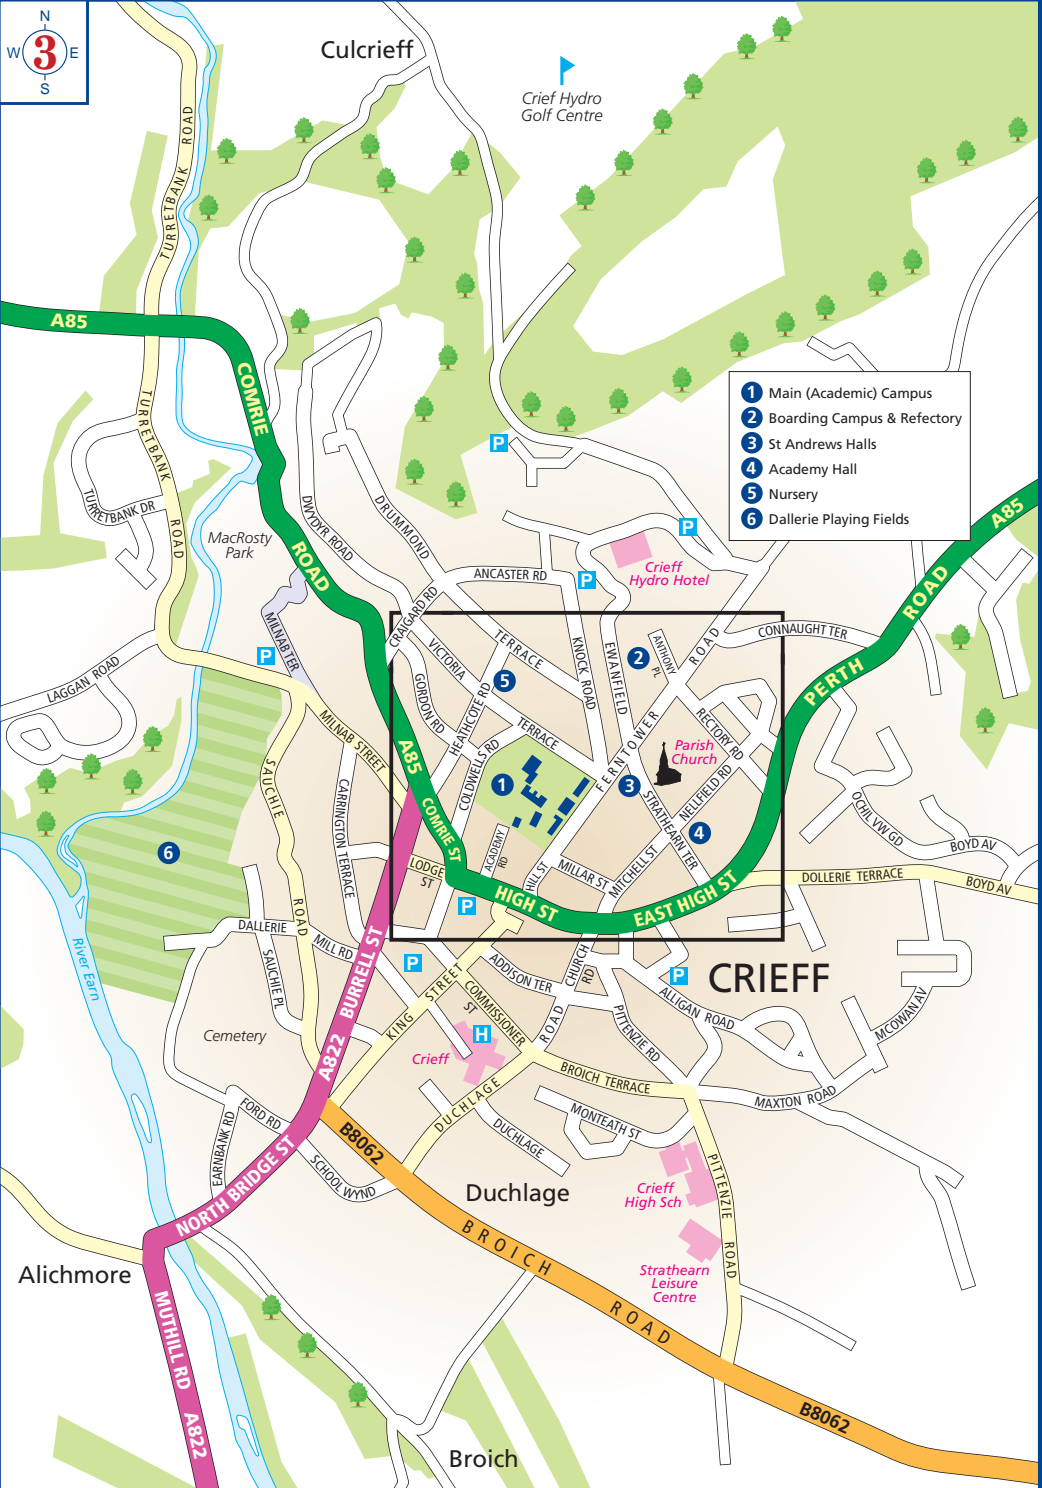 N
W 3 E
S
Culcrieff
Crief Hydro
Golf Centre
TURRETBANK ROAD
A85
COMRIE
ROAD
TURRETBANK
ROAD
TURRETBANK DR
MacRosty
Park
DWYDYR ROAD
DRUMMOND
TERRACE
P
1 Main (Academic) Campus
2 Boarding Campus & Refectory
3 St Andrews Halls
4 Academy Hall
5 Nursery
6 Dallerie Playing Fields
A85
ROAD
PERTH
P
Crieff
Hydro Hotel
P
ANCASTER RD
CRAIGARD RD
MILNAB TER
P
LAGGAN ROAD
VICTORIA
TERRACE
KNOCK ROAD
EWANFIELD
2
ANTHONY
PL
ROAD
FERNTOWER
CONNAUGHT TER
5
GORDON RD
HEATHCOTE RD
COLDWELLS RD
RECTORY RD
Parish
Church
MILNAB STREET
A85
COMRIE ST
SAUCHIE
ROAD
CARRINGTON TERRACE
1
3
NELLFIELD RD
STRATHEARN TER
4
OCHIL VW GD
BOYD AV
BOYD AV
DOLLERIE TERRACE
6
LODGE
ST
ACADEMY
RD
HILL ST
MILLAR ST
MITCHELL ST
HIGH ST
EAST HIGH ST
P
DALLERIE
MILL RD
SAUCHIE PL
River Earn
BURRELL ST
A822
P
KING STREET
ADDISON TER
CHURCH
RD
P
CRIEFF
COMMISSIONER
ST
ALLIGAN ROAD
PITTENZIE RD
MCOWAN AV
Cemetery
H
Crieff
ROAD
DUCHLAGE
BROICH TERRACE
MAXTON ROAD
FORD RD
EARNBANK RD
B8062
DUCHLAGE
MONTEATH ST
SCHOOL WYND
NORTH BRIDGE ST
Duchlage
PITTENZIE
ROAD
Crieff
High Sch
Strathearn
Leisure
Centre
Alichmore
BROICH
ROAD
MUTHILL RD
A822
B8062
Broich